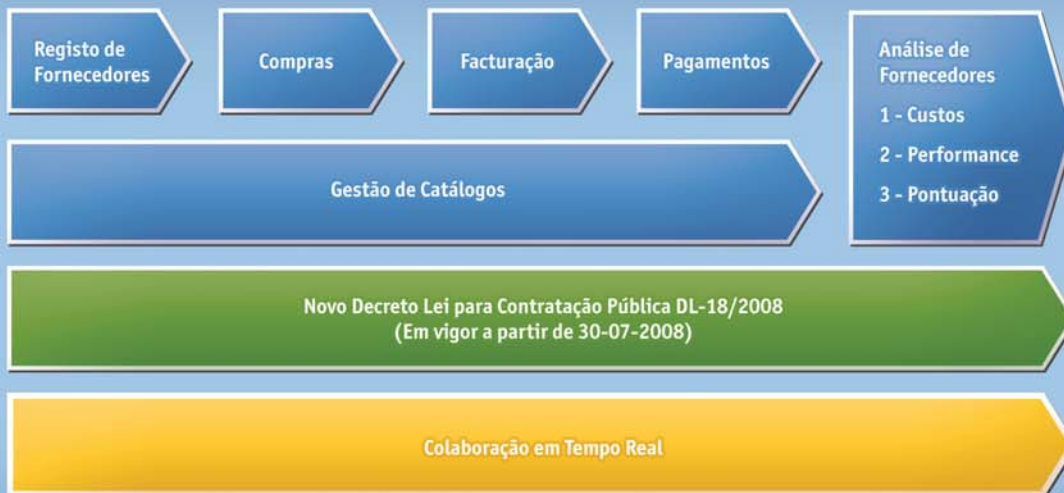 Registo de
Fornecedores
Compras
Facturação
Pagamentos
Análise de
Fornecedores
1 - Custos
2 - Performance
3 - Pontuação
Gestão de Catálogos
Novo Decreto Lei para Contratação Pública DL-18/2008
(Em vigor a partir de 30-07-2008)
Colaboração em Tempo Real